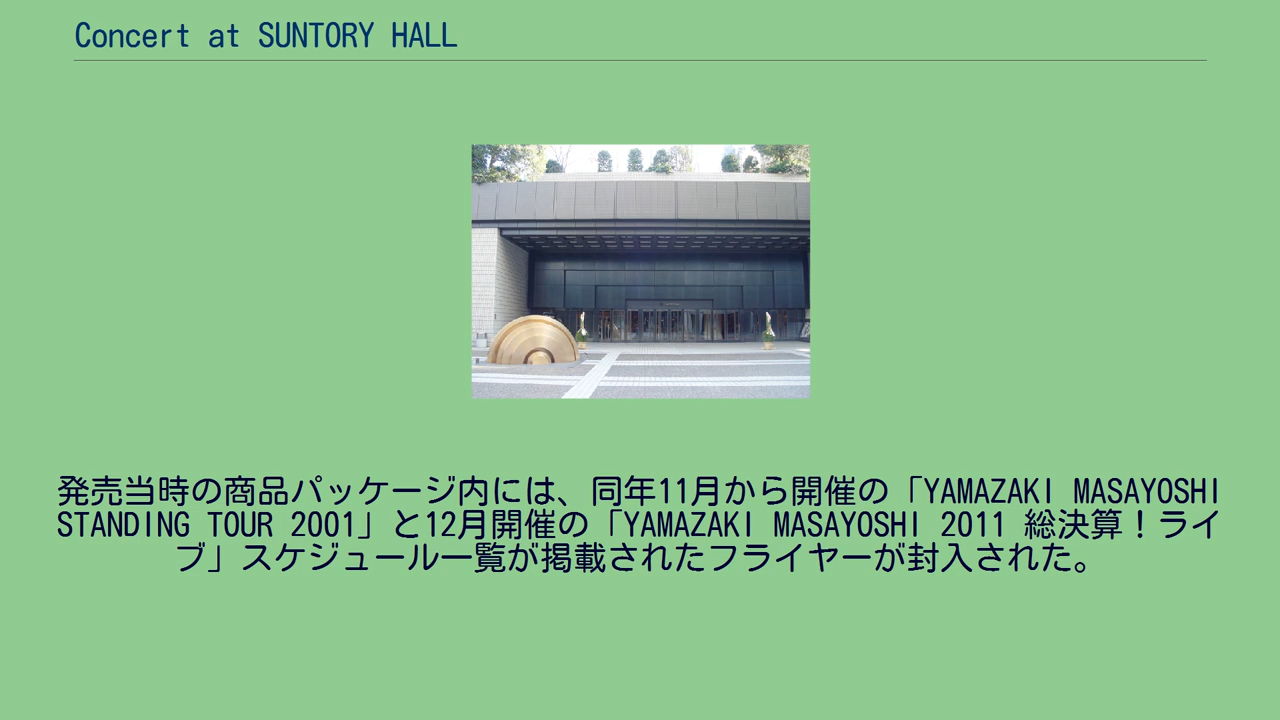 Concert at SUNTORY HALL
発売当時の商品パッケージ内には、同年11月から開催の「YAMAZAKI MASAYOSHI
STANDING TOUR 2001」と12月開催の「YAMAZAKI MASAYOSHI 2011 総決算！ライ
ブ」スケジュール一覧が掲載されたフライヤーが封入された。